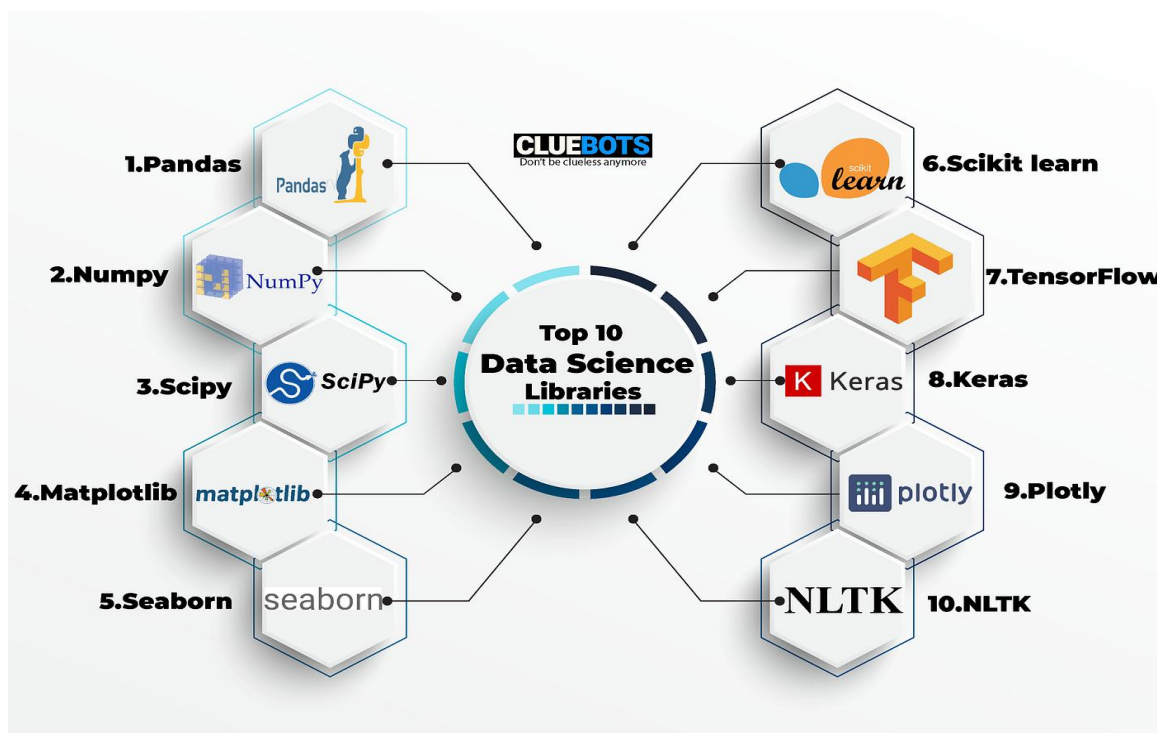 CLUEBOTS
Don't be clueless anymore
Top 10
Data Science
Libraries
1.Pandas
Pandas
2.Numpy
NumPy
3.Scipy
SciPy
4.Matplotlib
matplotlib
5.Seaborn
seaborn
6.Scikit learn
scikit
learn
7.TensorFlow
8.Keras
K Keras
9.Plotly
plotly
10.NLTK
NLTK